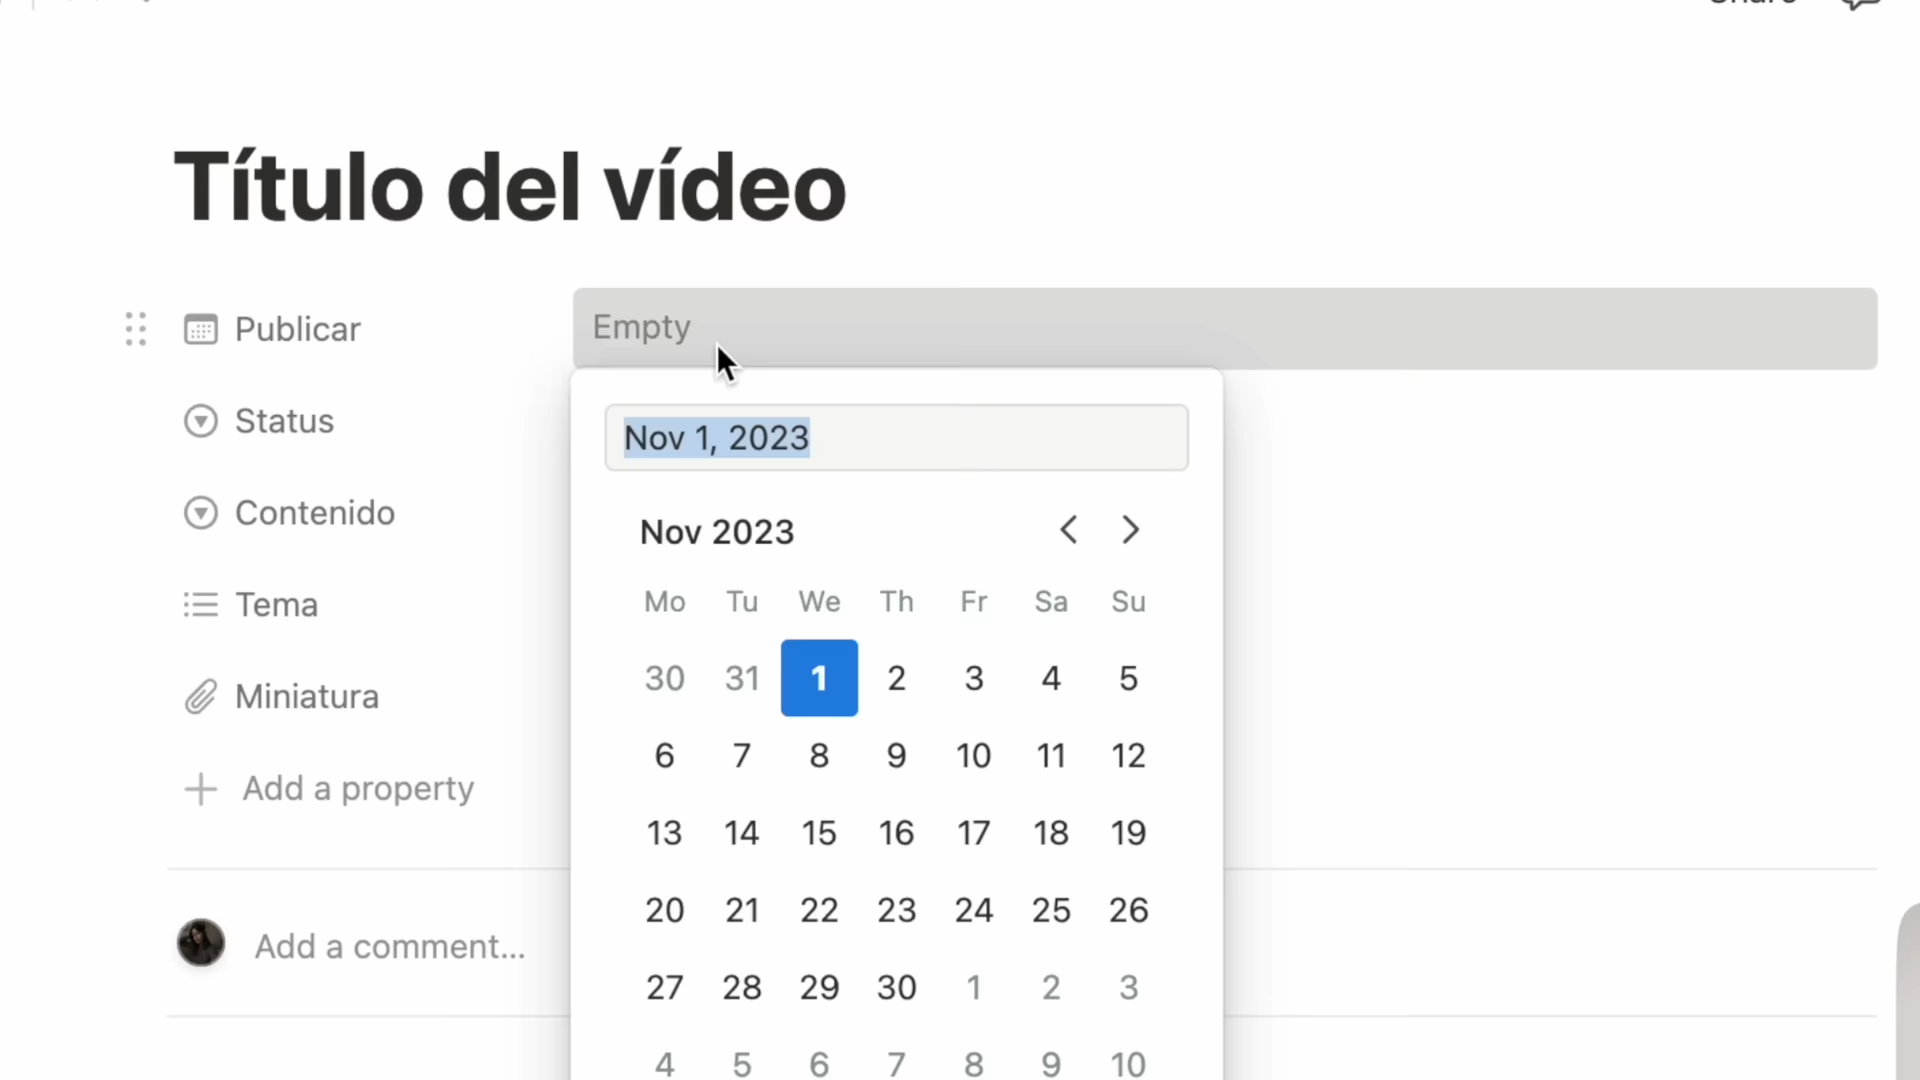 Share
Título del vídeo
Publicar
Empty
Status
Nov 1, 2023
Contenido
Nov 2023
Tema
Mo Tu We Th Fr Sa Su
30 31 1 2 3 4 5
Miniatura
6 7 8 9 10 11 12
Add a property
13 14 15 16 17 18 19
20 21 22 23 24 25 26
Add a comment...
27 28 29 30 1 2 3
4 5 6 7 8 9 10